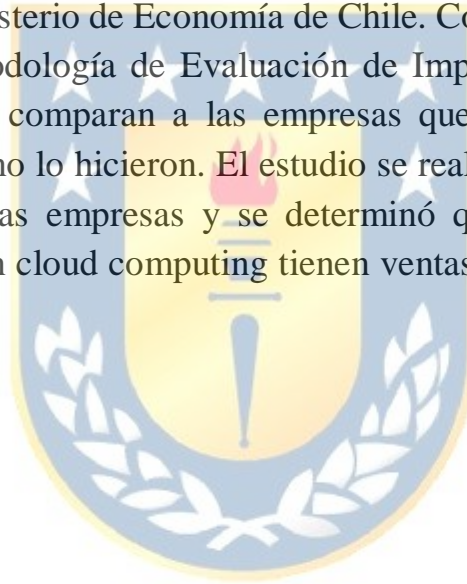 sterio de Economía de Chile. Co
odología de Evaluación de Imp
comparan a las empresas que
no lo hicieron. El estudio se real
as empresas y se determinó q
n cloud computing tienen ventas